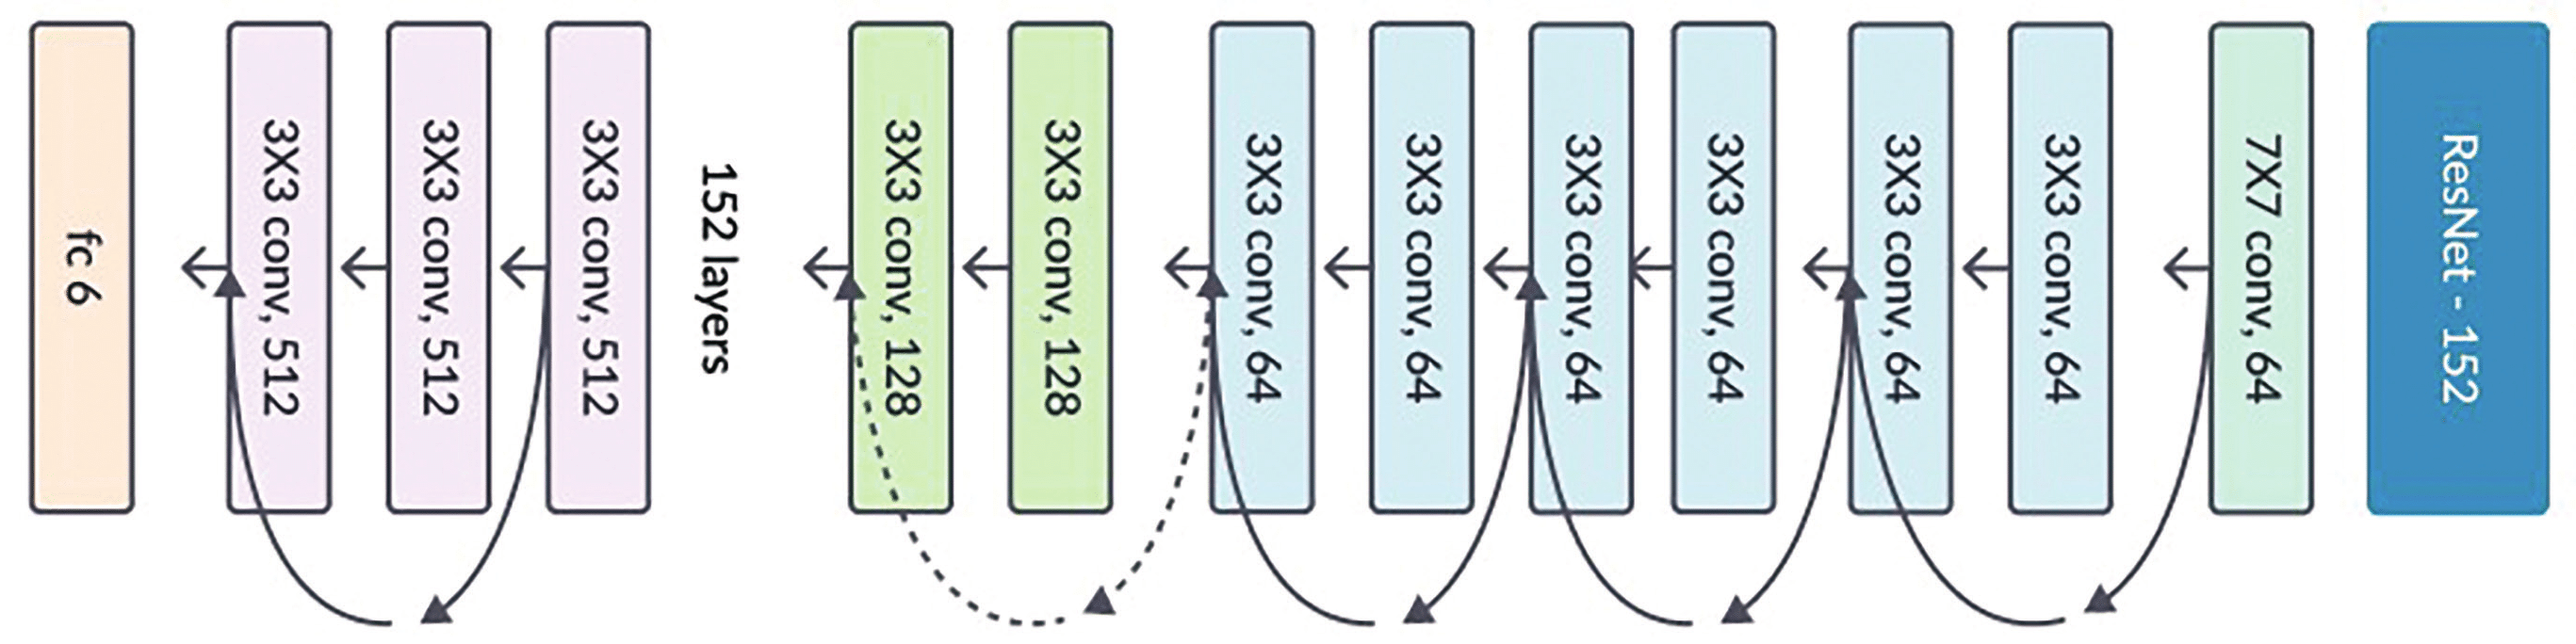 ResNet - 152
7X7 conv, 64
3X3 conv, 64
3X3 conv, 64
3X3 conv, 64
3X3 conv, 64
3X3 conv, 64
3X3 conv, 64
3X3 conv, 128
3X3 conv, 128
152 layers
3X3 conv, 512
3X3 conv, 512
3X3 conv, 512
fc 6